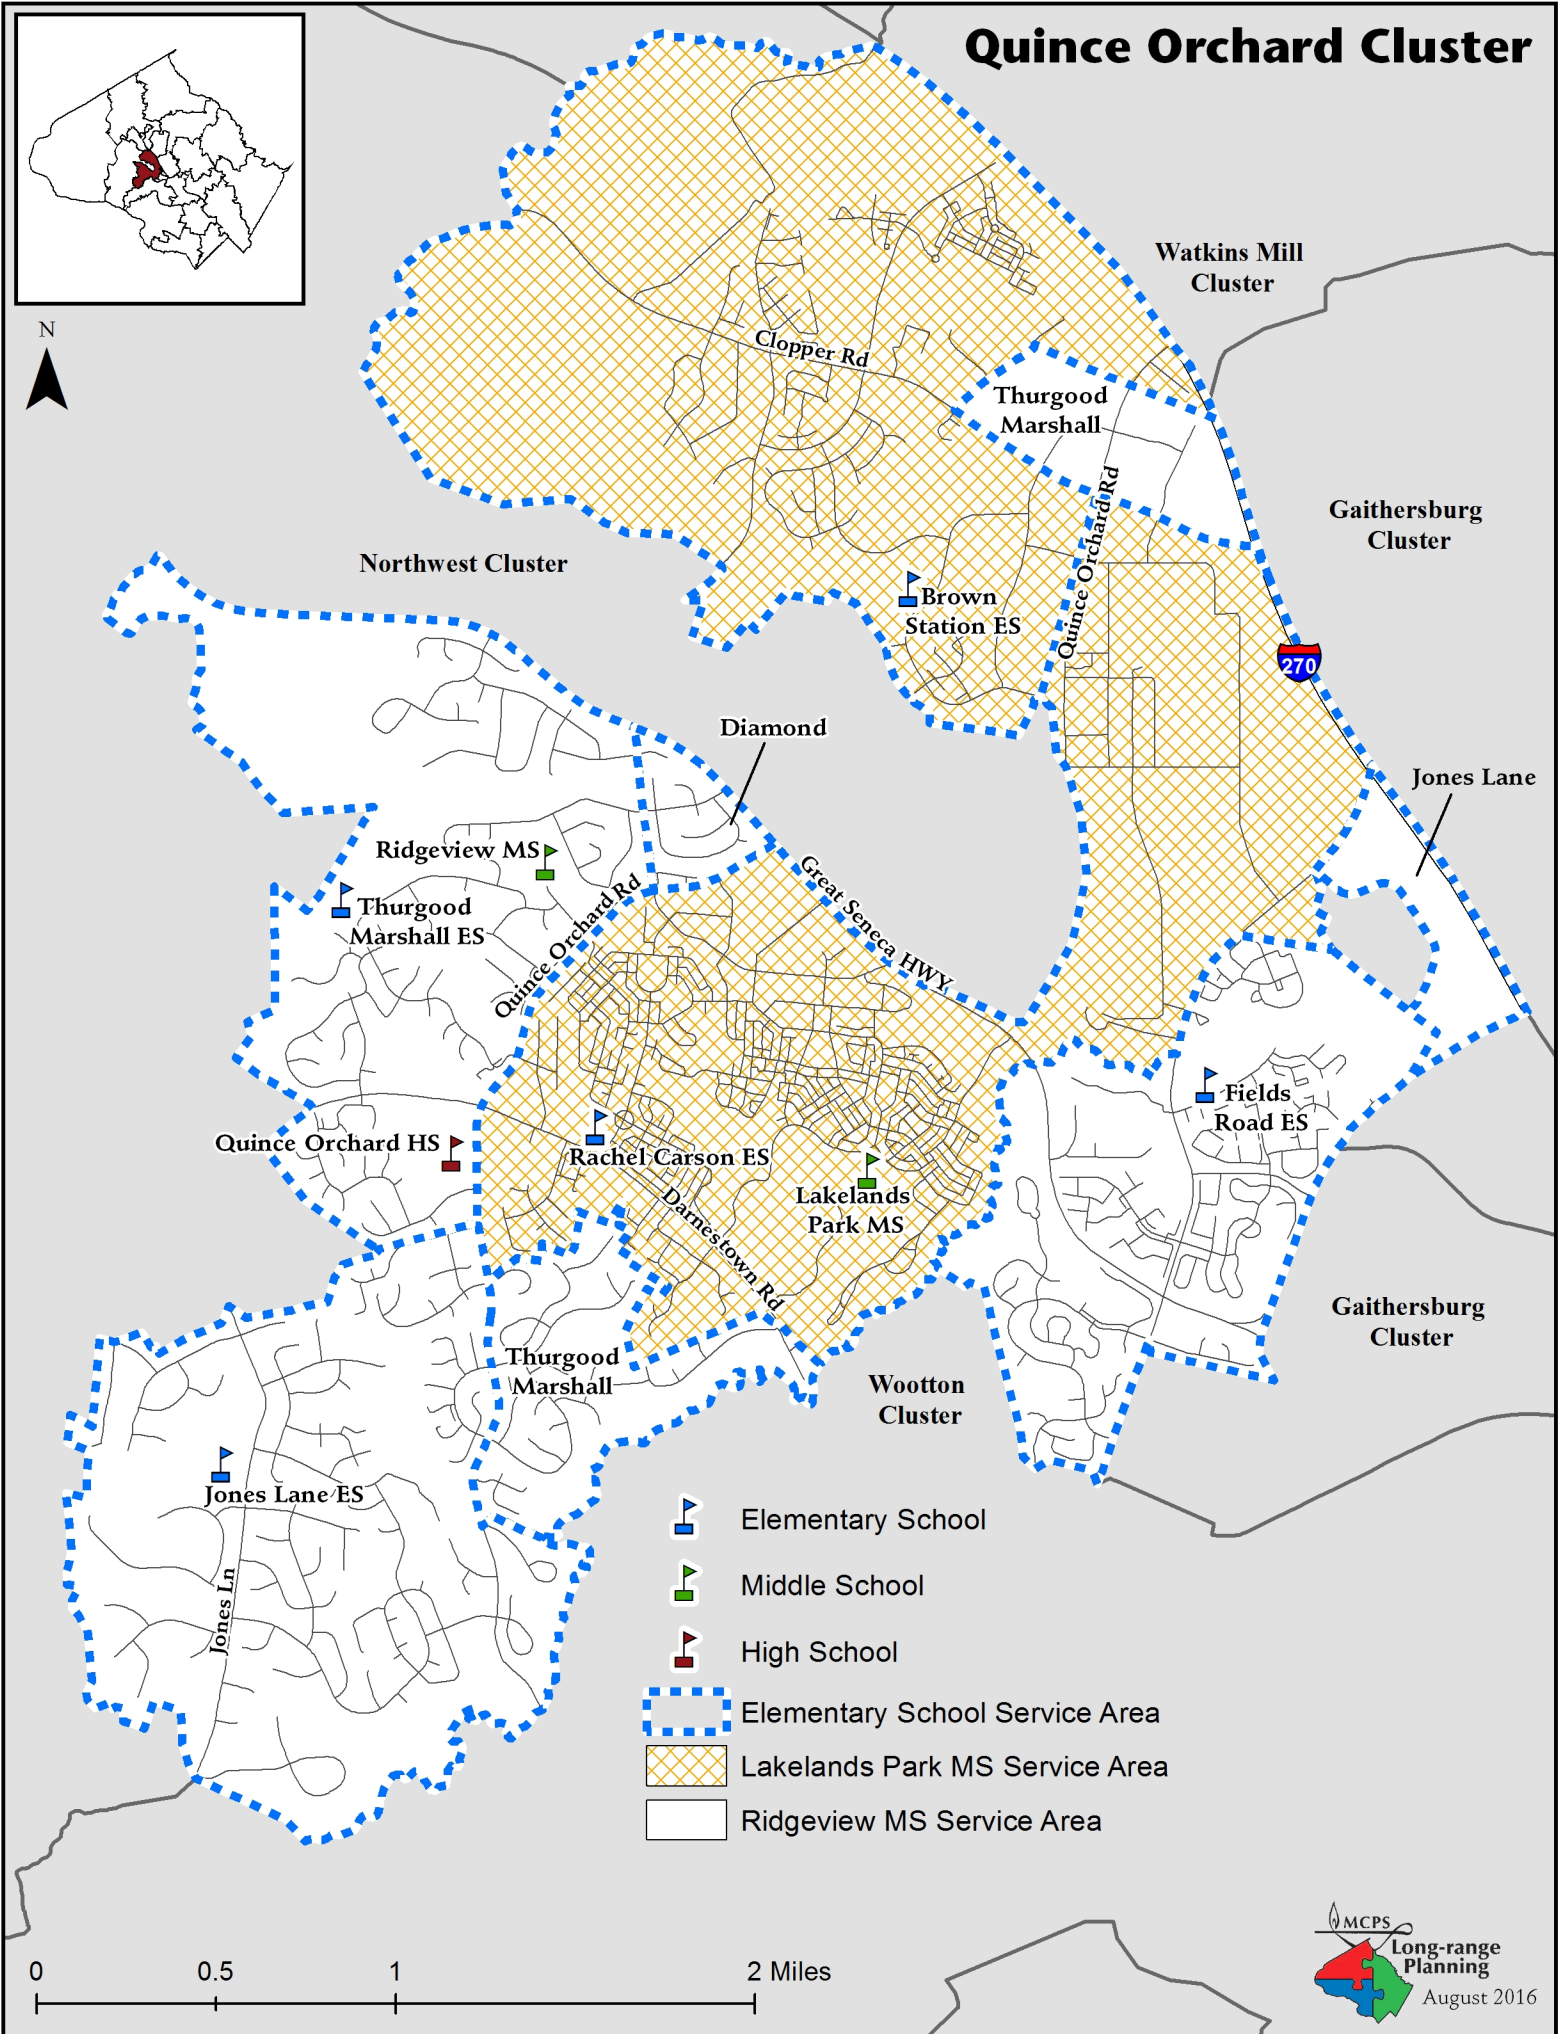 Quince Orchard Cluster
N
Watkins Mill
Cluster
Clopper Rd
Thurgood
Marshall
Quince Orchard Rd
Gaithersburg
Cluster
Northwest Cluster
Brown
Station ES
270
Diamond
Jones Lane
Ridgeview MS
Great Seneca HWY
Thurgood
Marshall ES
Quince Orchard Rd
Fields
Road ES
Quince Orchard HS
Rachel Carson ES
Lakelands
Park MS
Darnestown Rd
Gaithersburg
Cluster
Thurgood
Marshall
Wootton
Cluster
Jones Lane ES
Jones Ln
Elementary School
Middle School
High School
Elementary School Service Area
Lakelands Park MS Service Area
Ridgeview MS Service Area
MCPS
Long-range
Planning
August 2016
0 0.5 1 2 Miles